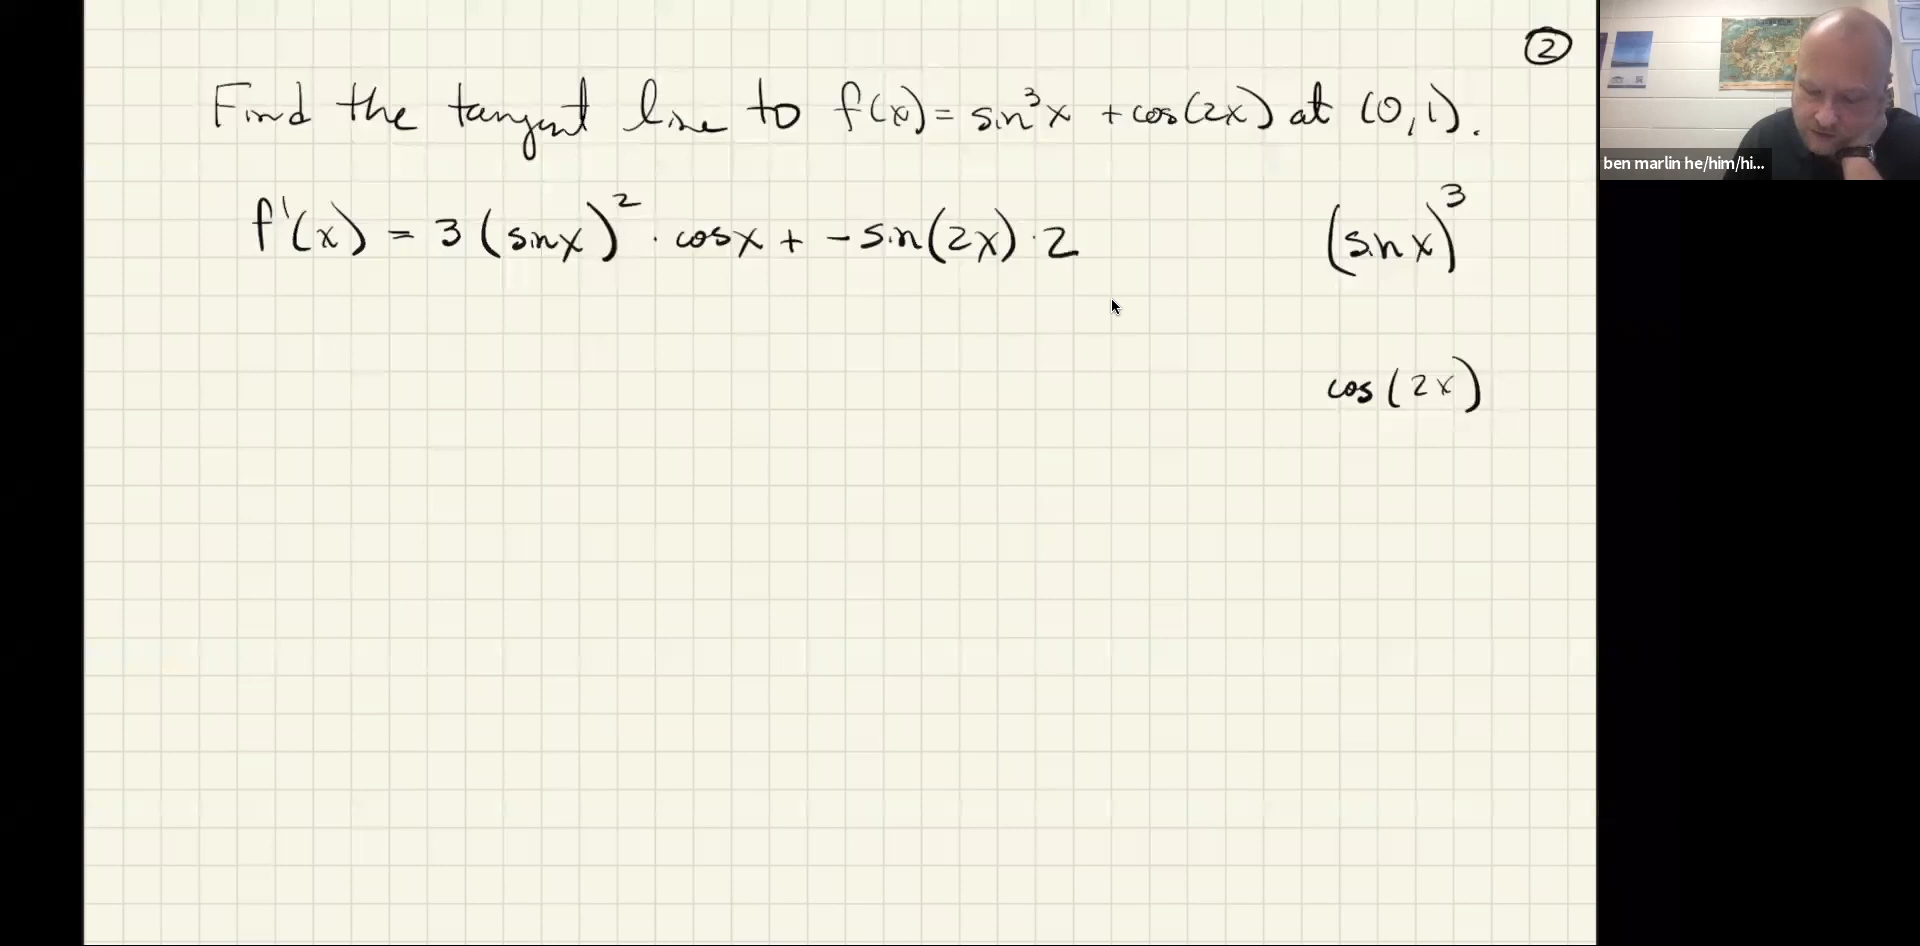 ②
Find the tangent line to f(x) = sin³x + cos(2x) at (0,1).
f'(x) = 3(sinx)² · cosx + -sin(2x)·2
(sin x)³
cos(2x)
ben marlin he/him/hi...